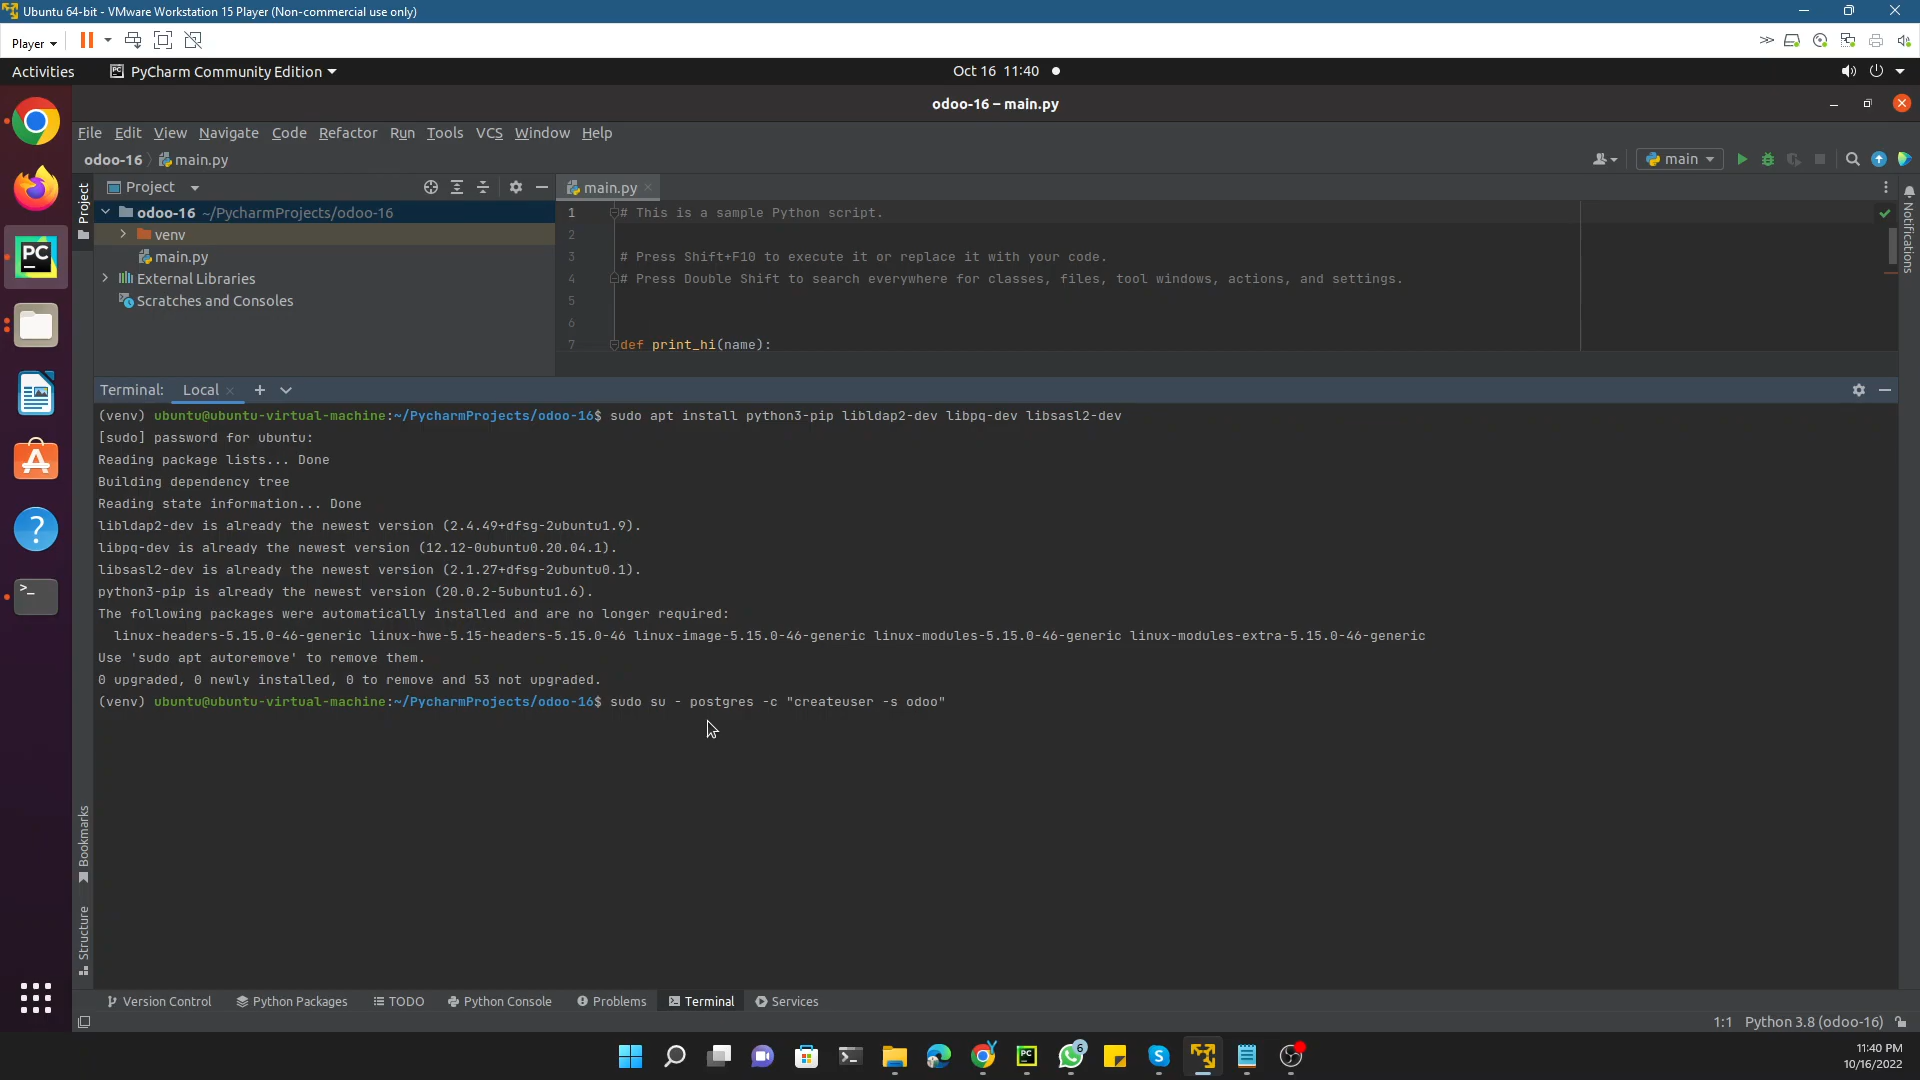 Ubuntu 64-bit - VMware Workstation 15 Player (Non-commercial use only)
Player
Activities
PyCharm Community Edition
Oct 16 11:40
odoo-16 – main.py
File Edit View Navigate Code Refactor Run Tools VCS Window Help
odoo-16 main.py
main
Project
main.py
Project
odoo-16 ~/PycharmProjects/odoo-16
venv
main.py
External Libraries
Scratches and Consoles
1 # This is a sample Python script.
2
3 # Press Shift+F10 to execute it or replace it with your code.
4 # Press Double Shift to search everywhere for classes, files, tool windows, actions, and settings.
5
6
7 def print_hi(name):
Notifications
Terminal: Local
(venv) ubuntu@ubuntu-virtual-machine:~/PycharmProjects/odoo-16$ sudo apt install python3-pip libldap2-dev libpq-dev libsasl2-dev
[sudo] password for ubuntu:
Reading package lists... Done
Building dependency tree
Reading state information... Done
libldap2-dev is already the newest version (2.4.49+dfsg-2ubuntu1.9).
libpq-dev is already the newest version (12.12-0ubuntu0.20.04.1).
libsasl2-dev is already the newest version (2.1.27+dfsg-2ubuntu0.1).
python3-pip is already the newest version (20.0.2-5ubuntu1.6).
The following packages were automatically installed and are no longer required:
linux-headers-5.15.0-46-generic linux-hwe-5.15-headers-5.15.0-46 linux-image-5.15.0-46-generic linux-modules-5.15.0-46-generic linux-modules-extra-5.15.0-46-generic
Use 'sudo apt autoremove' to remove them.
0 upgraded, 0 newly installed, 0 to remove and 53 not upgraded.
(venv) ubuntu@ubuntu-virtual-machine:~/PycharmProjects/odoo-16$ sudo su - postgres -c "createuser -s odoo"
Bookmarks
Structure
Version Control Python Packages TODO Python Console Problems Terminal Services
1:1 Python 3.8 (odoo-16)
PC
PC
6
11:40 PM
10/16/2022